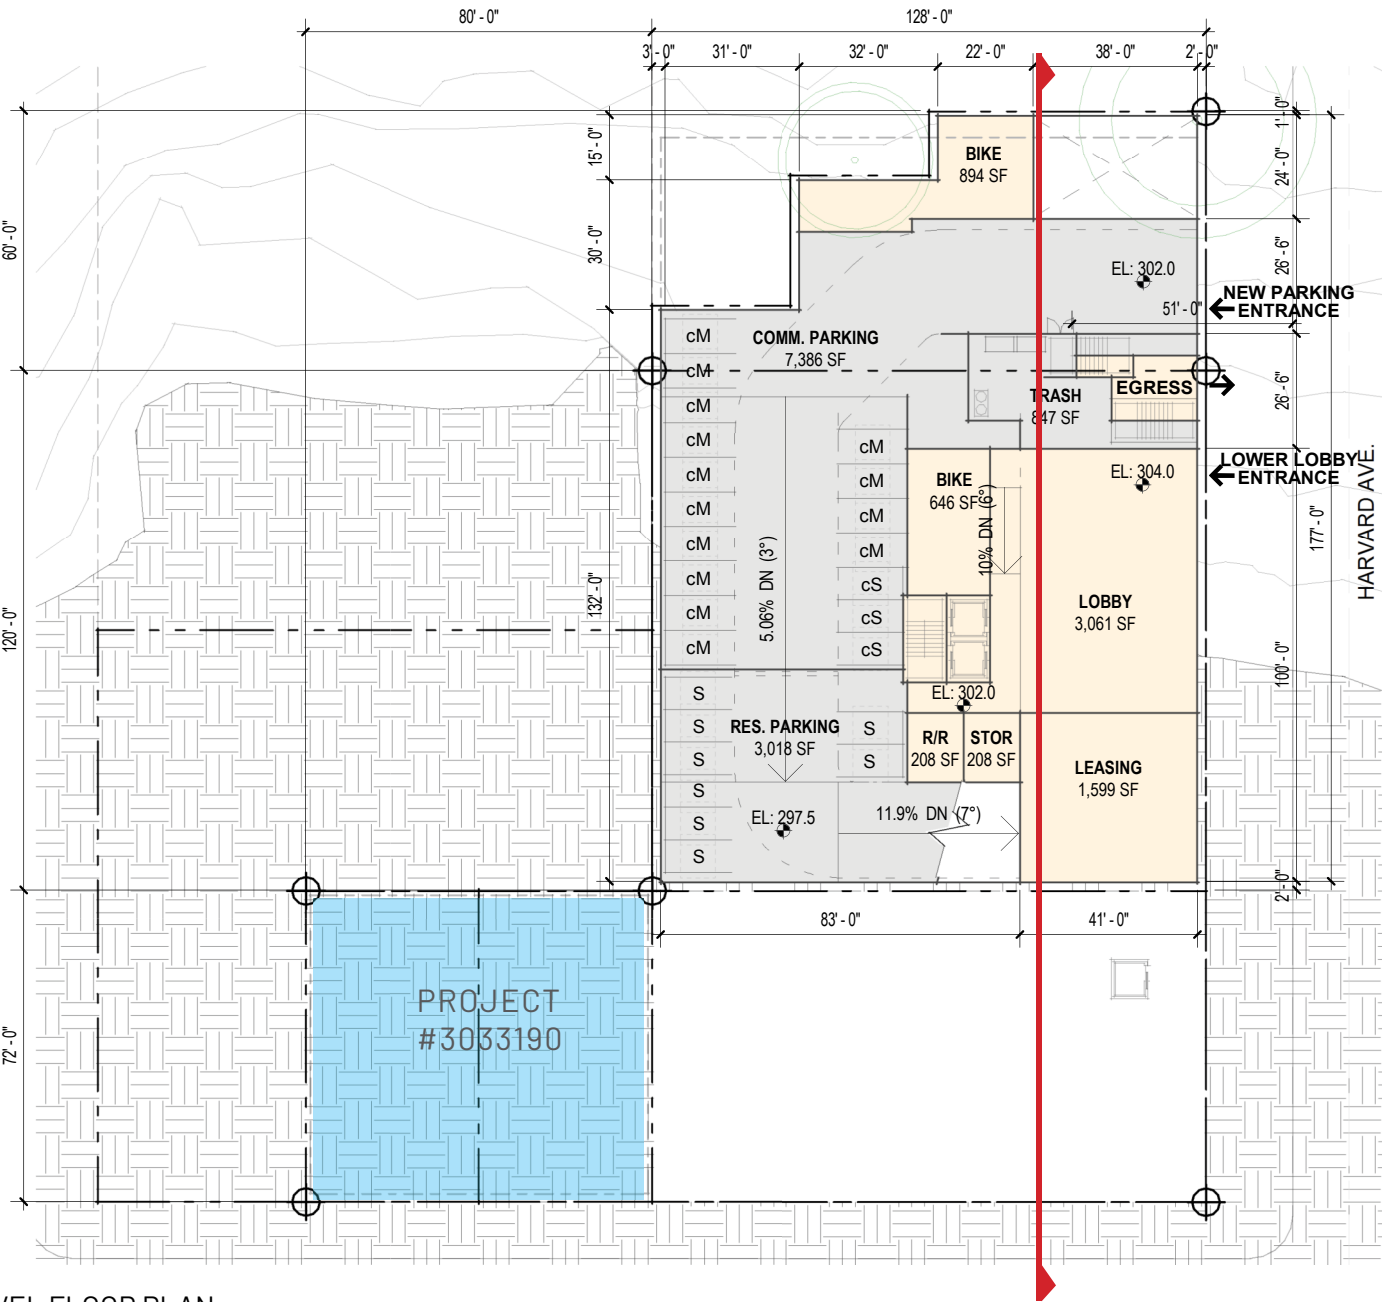 80' - 0"
128' - 0"
3' - 0"
31' - 0"
32' - 0"
22' - 0"
38' - 0"
2' - 0"
1' - 0"
15' - 0"
24' - 0"
BIKE
894 SF
60' - 0"
30' - 0"
26' - 6"
EL: 302.0
NEW PARKING
51' - 0"
ENTRANCE
cM
COMM. PARKING
7,386 SF
cM
EGRESS
TRASH
847 SF
26' - 6"
cM
cM
cM
LOWER LOBBY
ENTRANCE
EL: 304.0
HARVARD AVE.
177' - 0"
cM
cM
BIKE
646 SF
10% DN (6°)
cM
cM
cM
cM
5.06% DN (3°)
cM
cS
132' - 0"
LOBBY
3,061 SF
cM
cS
120' - 0"
cM
cS
100' - 0"
S
EL: 302.0
S
RES. PARKING
3,018 SF
S
R/R
208 SF
STOR
208 SF
S
S
LEASING
1,599 SF
S
EL: 297.5
11.9% DN (7°)
S
S
2' - 0"
83' - 0"
41' - 0"
PROJECT
#3033190
72' - 0"
VEL FLOOR PLAN